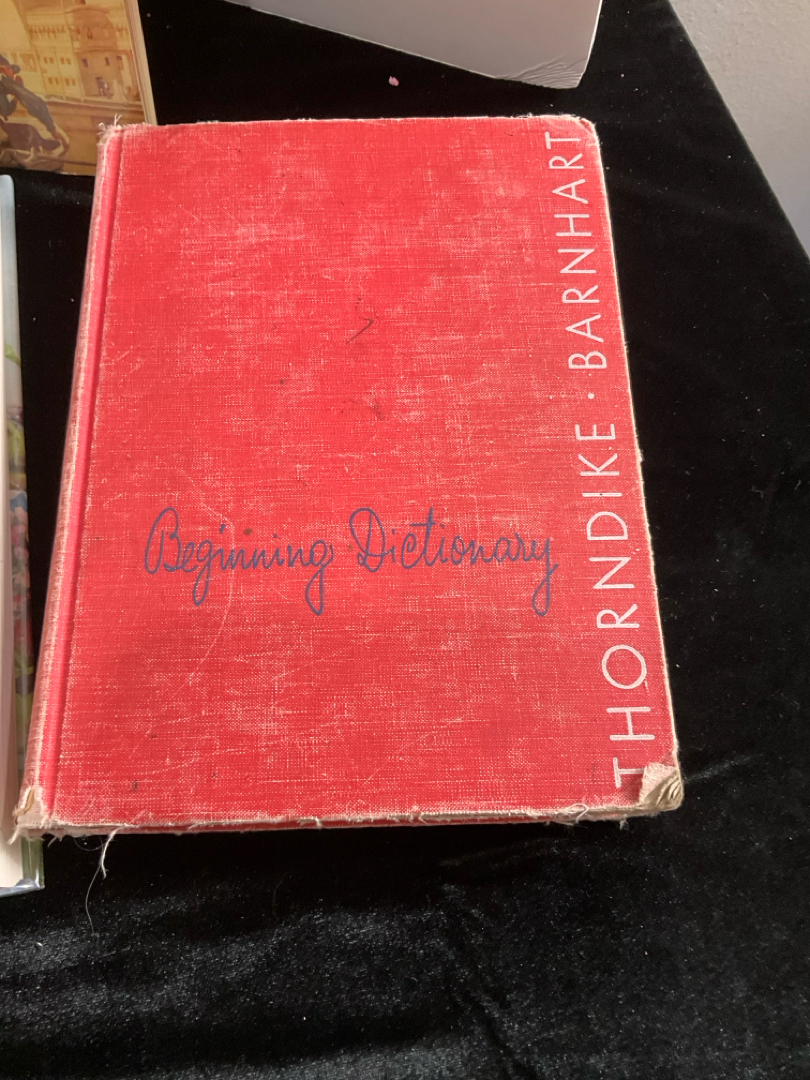 Beginning Dictionary
THORNDIKE · BARNHART